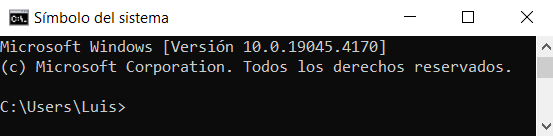 Símbolo del sistema
Microsoft Windows [Versión 10.0.19045.4170]
(c) Microsoft Corporation. Todos los derechos reservados.
C:\Users\Luis>